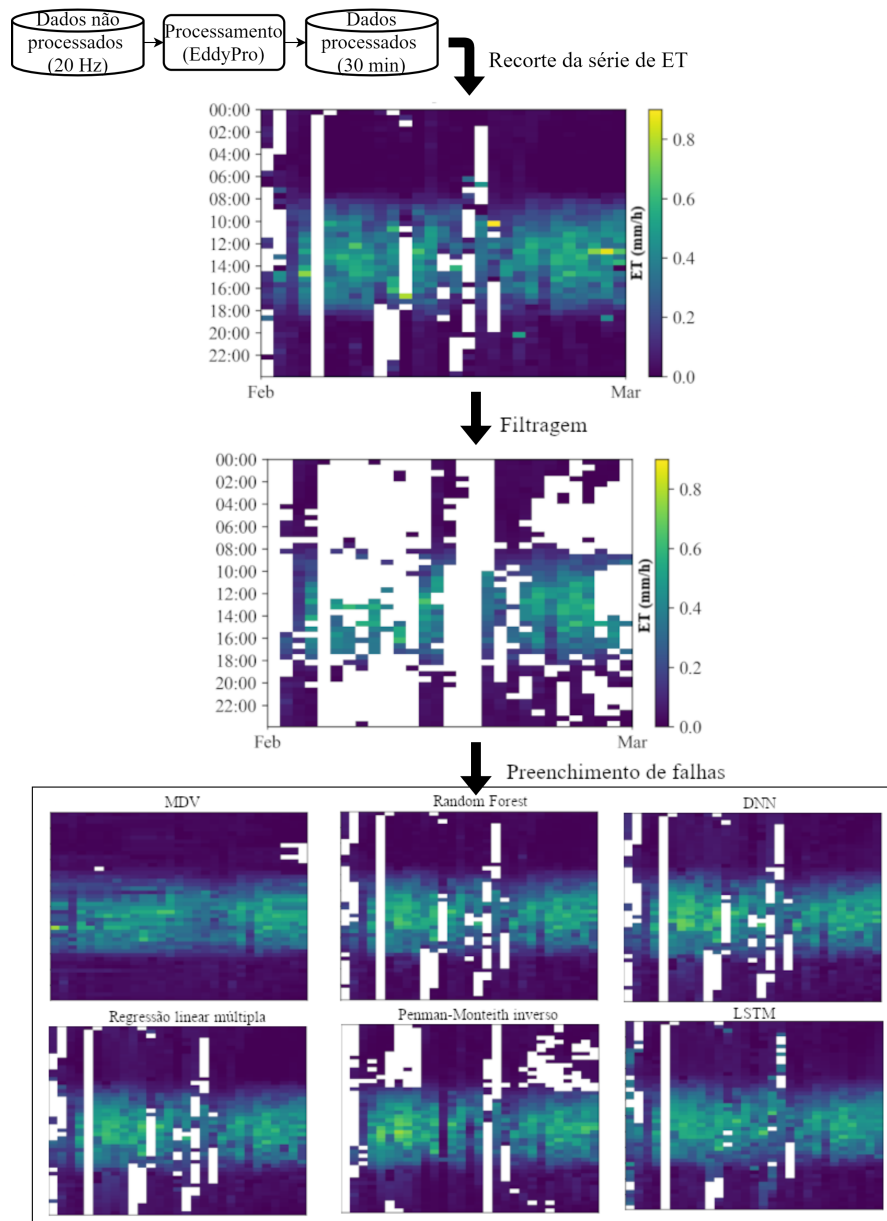 Dados não
processados
(20 Hz)
Processamento
(EddyPro)
Dados
processados
(30 min)
Recorte da série de ET
00:00
02:00
04:00
06:00
08:00
10:00
12:00
14:00
16:00
18:00
20:00
22:00
Feb
Mar
0.8
0.6
0.4
0.2
0.0
ET (mm/h)
Filtragem
00:00
02:00
04:00
06:00
08:00
10:00
12:00
14:00
16:00
18:00
20:00
22:00
Feb
Mar
0.8
0.6
0.4
0.2
0.0
ET (mm/h)
Preenchimento de falhas
MDV
Random Forest
DNN
Regressão linear múltipla
Penman-Monteith inverso
LSTM